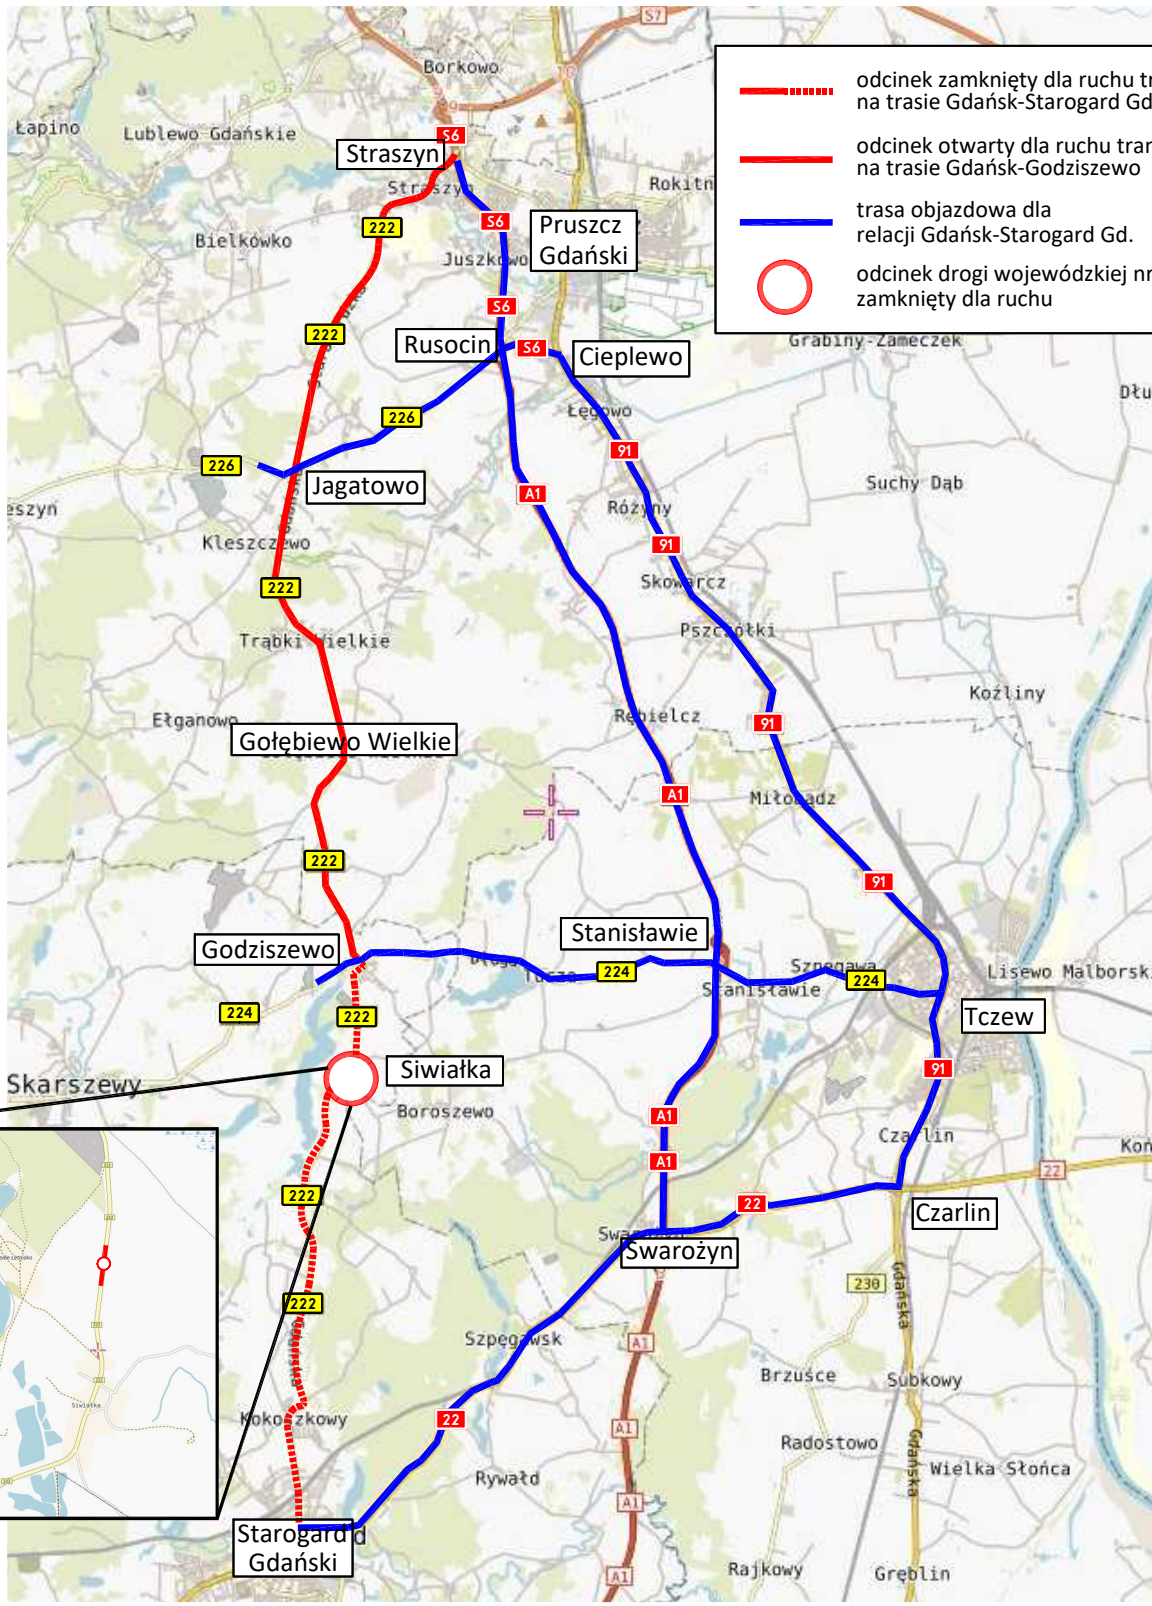 S7
Borkowo
odcinek zamknięty dla ruchu
na trasie Gdańsk-Starogard Gd
odcinek otwarty dla ruchu
na trasie Gdańsk-Godziszewo
trasa objazdowa dla
relacji Gdańsk-Starogard Gd.
odcinek drogi wojewódzkiej
zamknięty dla ruchu
Łapino
Lublewo Gdańskie
S6
Straszyn
Straszyn
222
Bielkówko
S6
Pruszcz
Gdański
Juszkowo
S6
222
Rusocin
S6
Cieplewo
Grabiny-Zameczek
Łęgowo
226
226
91
Jagatowo
A1
Suchy Dąb
Różyny
Kleszczewo
91
222
Skowarcz
Pszczółki
Trąbki Wielkie
Koźliny
Ełganowo
Rębielcz
91
Gołębiewo Wielkie
A1
Miłobądz
222
91
Godziszewo
Stanisławie
224
Szpęgawa
224
Stanisławie
Lisewo Malborski
224
222
Tczew
Skarszewy
Siwiałka
91
Boroszewo
A1
Czarlin
A1
22
222
22
Czarlin
Swarożyn
230
Gdańska
222
Szpęgawsk
A1
Brzuśce
Subkowy
Siwiałka
Kokoszkowy
22
A1
Radostowo
Gdańska
Rywałd
Wielka Słońca
A1
Starogard
Gdański
Rajkowy
Gręblin
A1